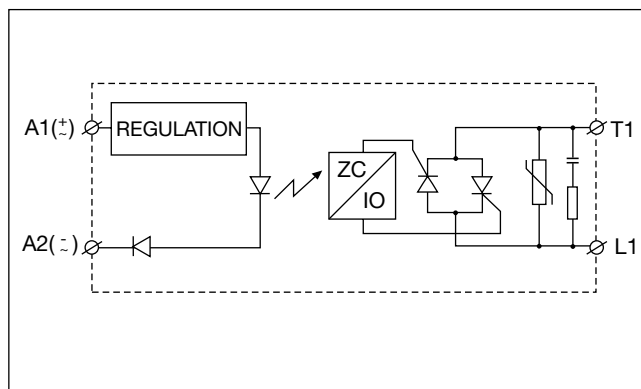 A1(+~)
REGULATION
T1
ZC
IO
A2(-~)
L1